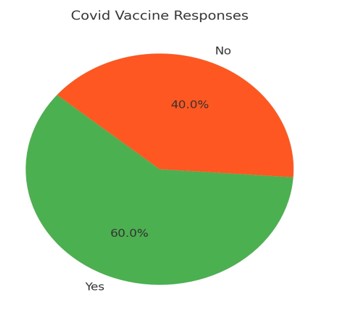 Covid Vaccine Responses
No
40.0%
60.0%
Yes